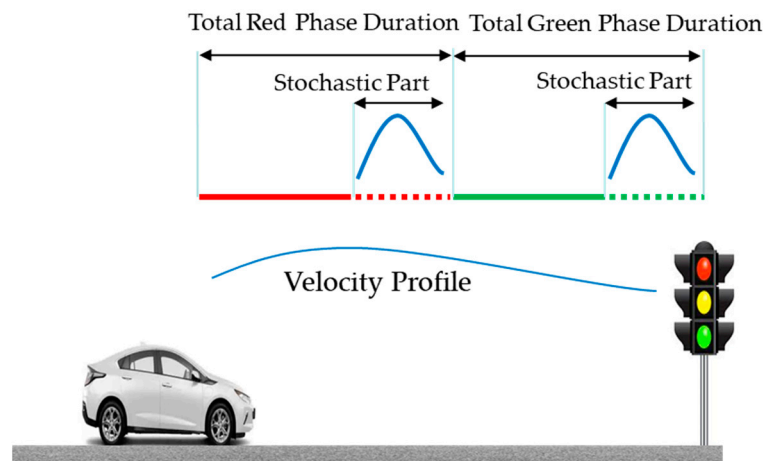 Total Red Phase Duration
Total Green Phase Duration
Stochastic Part
Stochastic Part
Velocity Profile